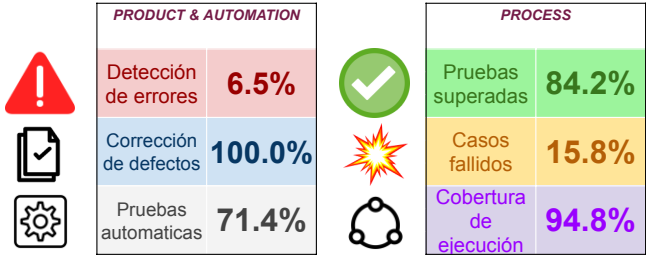 PRODUCT & AUTOMATION
Detección
de errores
6.5%
Corrección
de defectos
100.0%
Pruebas
automaticas
71.4%
PROCESS
Pruebas
superadas
84.2%
Casos
fallidos
15.8%
Cobertura
de
ejecución
94.8%